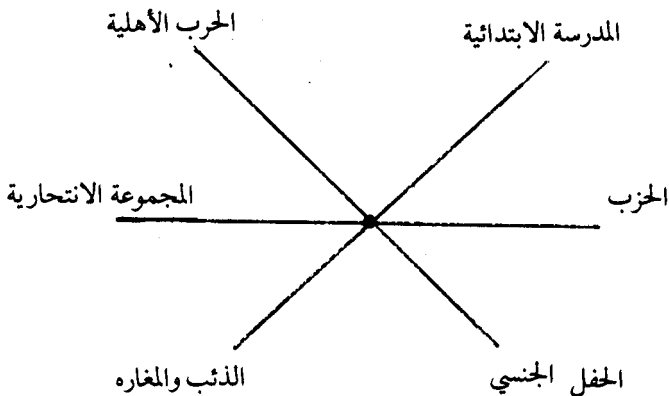 المدرسة الابتدائية
الحرب الأهلية
الحزب
المجموعة الانتحارية
الحفل الجنسي
الذئب والمغاره